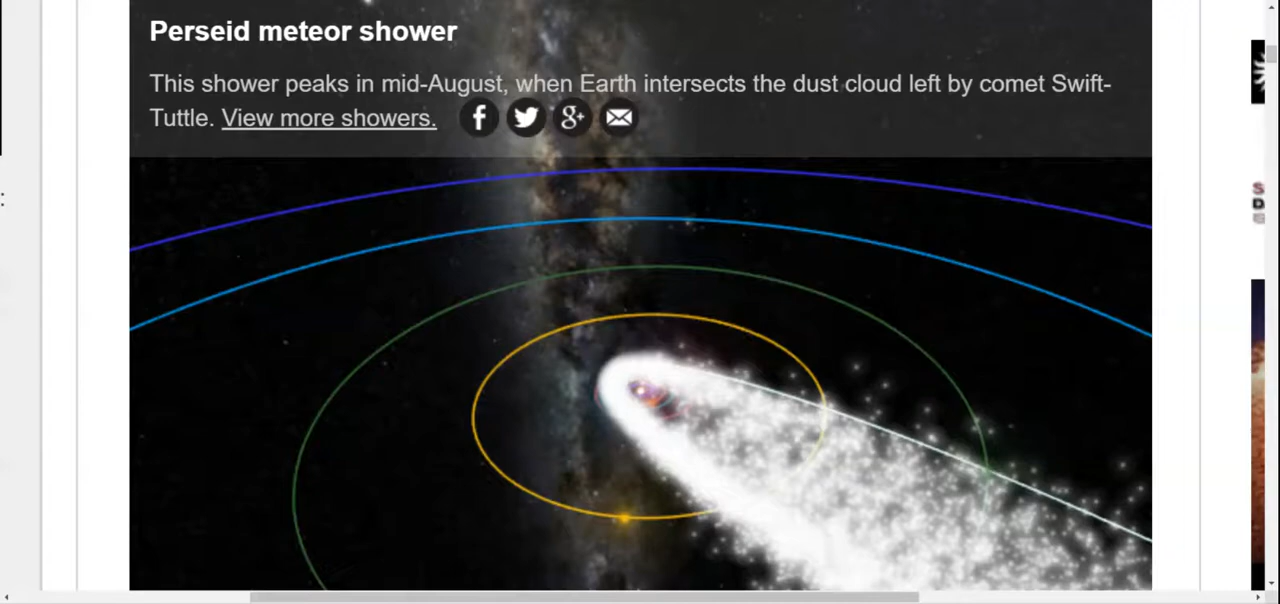 Perseid meteor shower
This shower peaks in mid-August, when Earth intersects the dust cloud left by comet Swift-
Tuttle. View more showers.